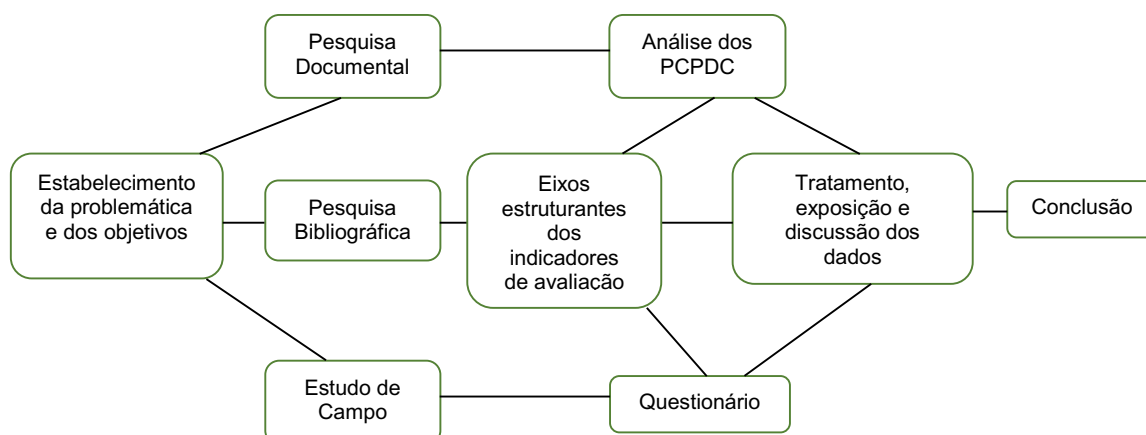 Pesquisa
Documental
Análise dos
PCPDC
Estabelecimento
da problemática
e dos objetivos
Pesquisa
Bibliográfica
Eixos
estruturantes
dos
indicadores
de avaliação
Tratamento,
exposição e
discussão dos
dados
Conclusão
Estudo de
Campo
Questionário